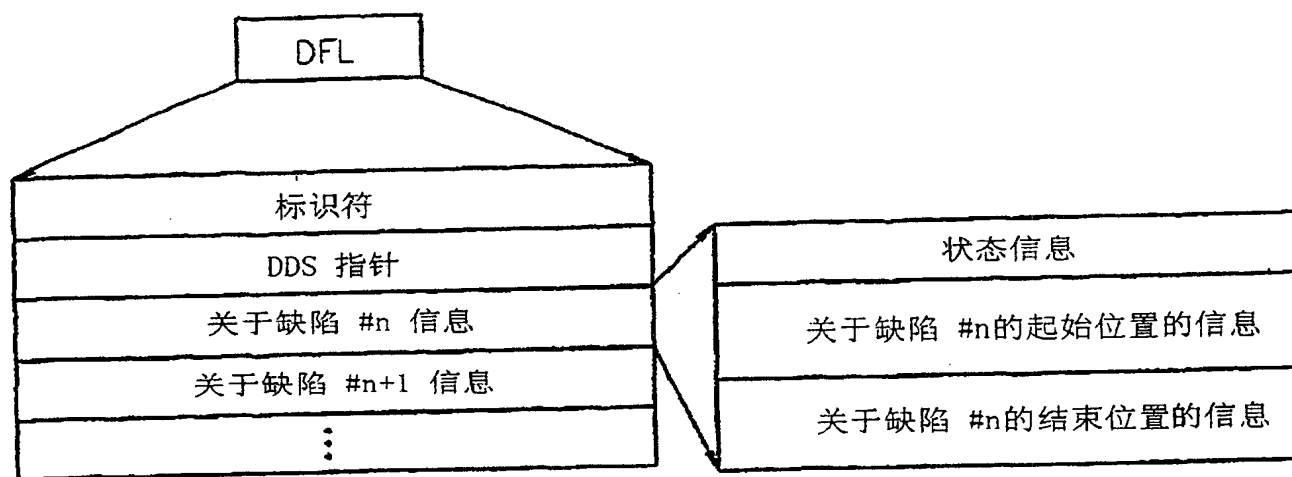 DFL
标识符
DDS 指针
关于缺陷 #n 信息
关于缺陷 #n+1 信息
⋮
状态信息
关于缺陷 #n的起始位置的信息
关于缺陷 #n的结束位置的信息